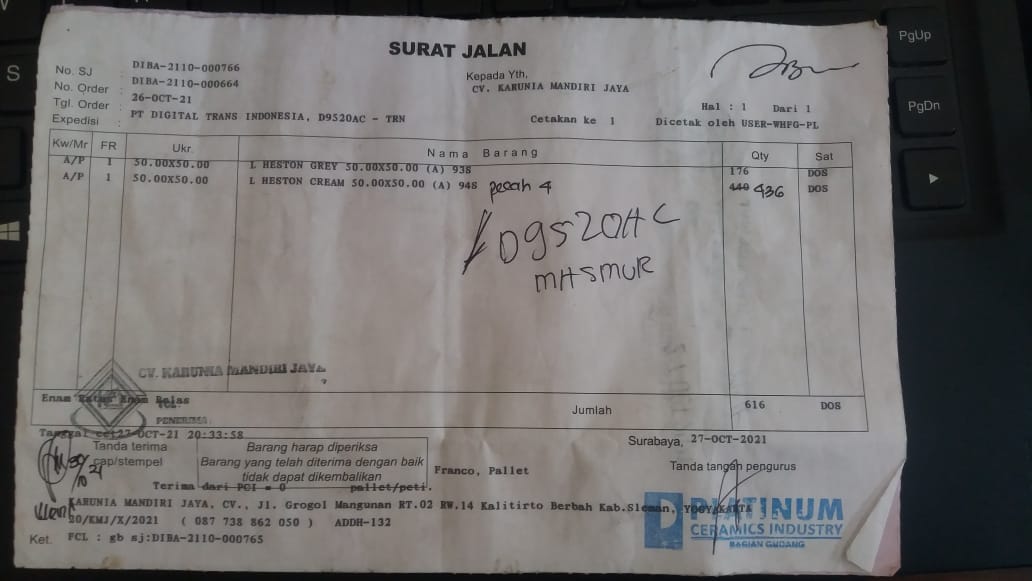 SURAT JALAN
No. SJ : DIBA-2110-000766
No. Order : DIBA-2110-000664
Tgl. Order : 26-OCT-21
Expedisi : PT DIGITAL TRANS INDONESIA, D9520AC - TRN
Kepada Yth,
CV. KARUNIA MANDIRI JAYA
Hal : 1 Dari 1
Cetakan ke 1 Dicetak oleh USER-WHFG-PL
Kw/Mr FR Ukr. Nama Barang Qty Sat
A/P 1 50.00X50.00 L HESTON GREY 50.00X50.00 (A) 93S 176 DOS
A/P 1 50.00X50.00 L HESTON CREAM 50.00X50.00 (A) 94S pecah 4 440 436 DOS
D9520AC
MASMUR
CV. KARUNIA MANDIRI JAYA
Enam Ratus Enam Belas
PENERIMA
Jumlah 616 DOS
27-OCT-21 20:33:58
Surabaya, 27-OCT-2021
Tanda terima
cap/stempel
30/10 21
Barang harap diperiksa
Barang yang telah diterima dengan baik
tidak dapat dikembalikan
Franco, Pallet
Tanda tangan pengurus
Terima dari PCI = 0 pallet/peti.
KARUNIA MANDIRI JAYA, CV., Jl. Grogol Mangunan RT.02 RW.14 Kalitirto Berbah Kab.Sleman, YOGYAKARTA
20/KMJ/X/2021 ( 087 738 862 050 ) ADDH-132
Ket. FCL : gb sj:DIBA-2110-000765
PLATINUM
CERAMICS INDUSTRY
BAGIAN GUDANG
PgUp
PgDn
S